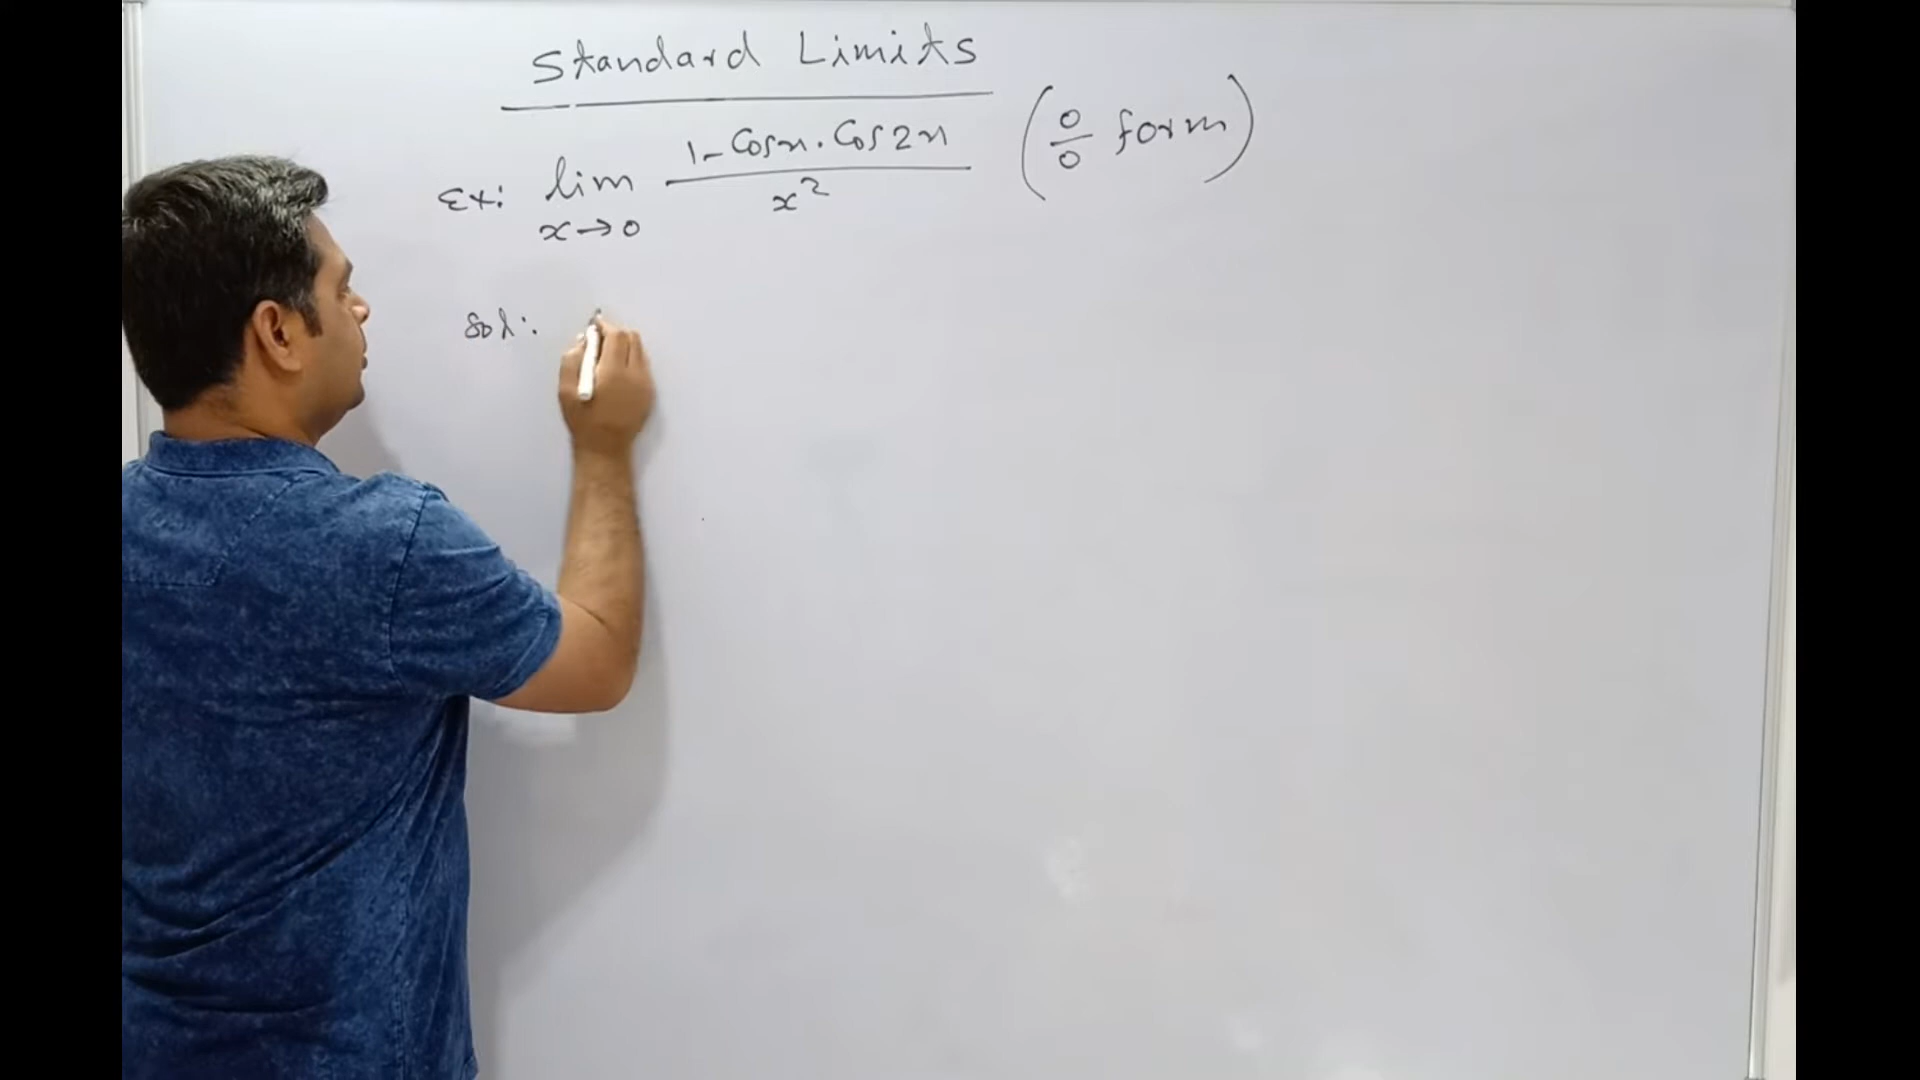 Standard Limits
Ex: lim x→0 (1-Cosx.Cos2x)/x² (0/0 form)
Sol:.